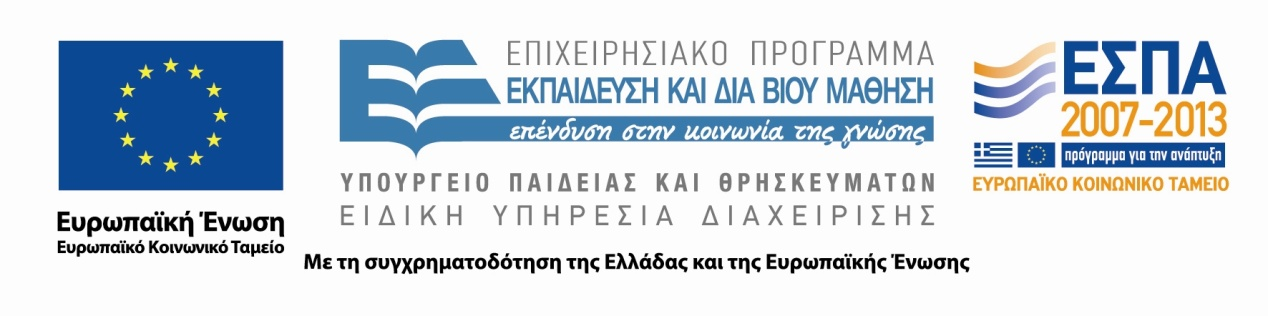 Ευρωπαϊκή Ένωση
Ευρωπαϊκό Κοινωνικό Ταμείο
ΕΠΙΧΕΙΡΗΣΙΑΚΟ ΠΡΟΓΡΑΜΜΑ
ΕΚΠΑΙΔΕΥΣΗ ΚΑΙ ΔΙΑ ΒΙΟΥ ΜΑΘΗΣΗ
επένδυση στην κοινωνία της γνώσης
ΥΠΟΥΡΓΕΙΟ ΠΑΙΔΕΙΑΣ ΚΑΙ ΘΡΗΣΚΕΥΜΑΤΩΝ
ΕΙΔΙΚΗ ΥΠΗΡΕΣΙΑ ΔΙΑΧΕΙΡΙΣΗΣ
ΕΣΠΑ
2007-2013
πρόγραμμα για την ανάπτυξη
ΕΥΡΩΠΑΪΚΟ ΚΟΙΝΩΝΙΚΟ ΤΑΜΕΙΟ
Με τη συγχρηματοδότηση της Ελλάδας και της Ευρωπαϊκής Ένωσης